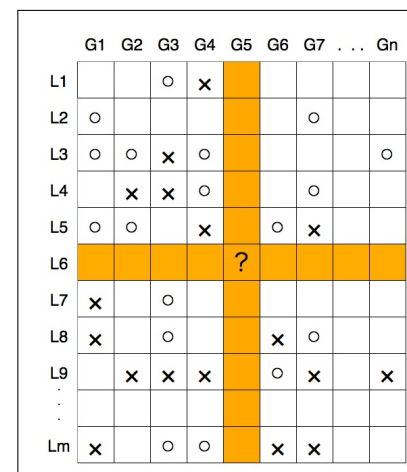 G1 G2 G3 G4 G5 G6 G7 . . . Gn
L1 ○ ×
L2 ○ ○
L3 ○ ○ × ○ ○
L4 × × ○ ○
L5 ○ ○ × ○ ×
L6 ?
L7 × ○
L8 × ○ × ○
L9 × × × ○ × ×
.
.
.
Lm × ○ ○ × ×